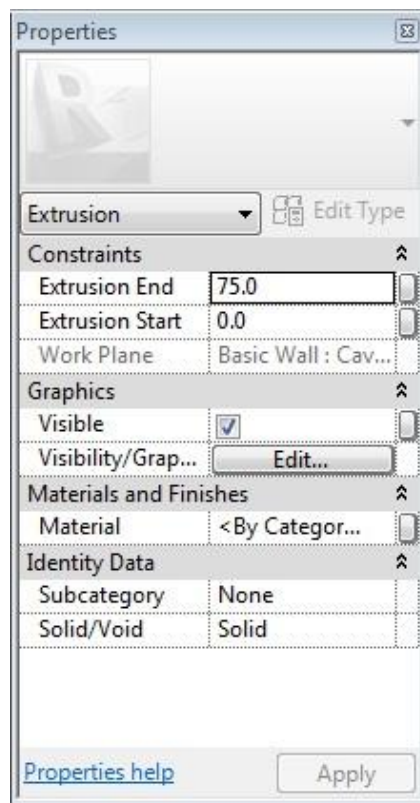 Properties
Extrusion
Edit Type
Constraints
Extrusion End 75.0
Extrusion Start 0.0
Work Plane Basic Wall : Cav...
Graphics
Visible
Visibility/Grap... Edit...
Materials and Finishes
Material <By Categor...
Identity Data
Subcategory None
Solid/Void Solid
Properties help Apply